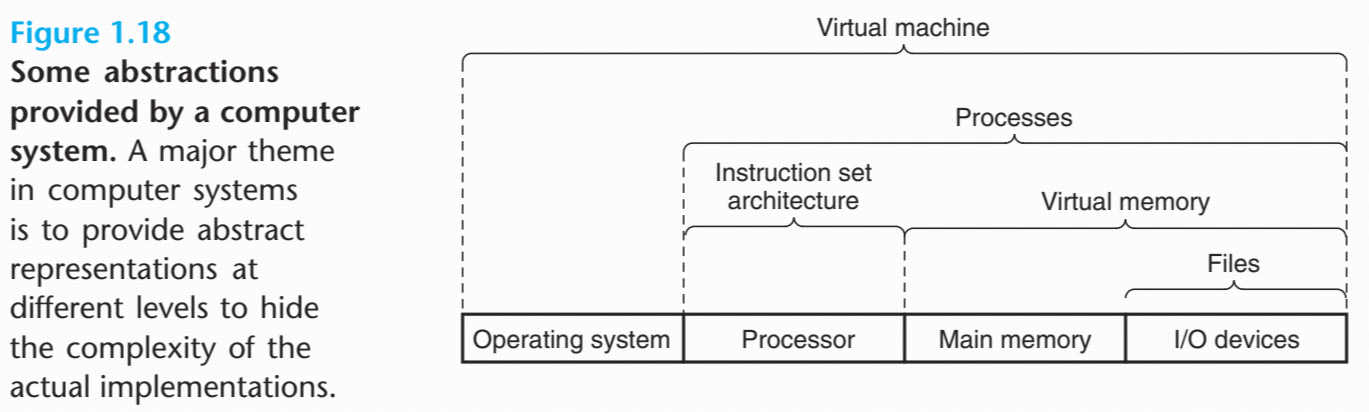 Figure 1.18
Some abstractions
provided by a computer
system. A major theme
in computer systems
is to provide abstract
representations at
different levels to hide
the complexity of the
actual implementations.
Virtual machine
Processes
Instruction set
architecture
Virtual memory
Files
Operating system
Processor
Main memory
I/O devices